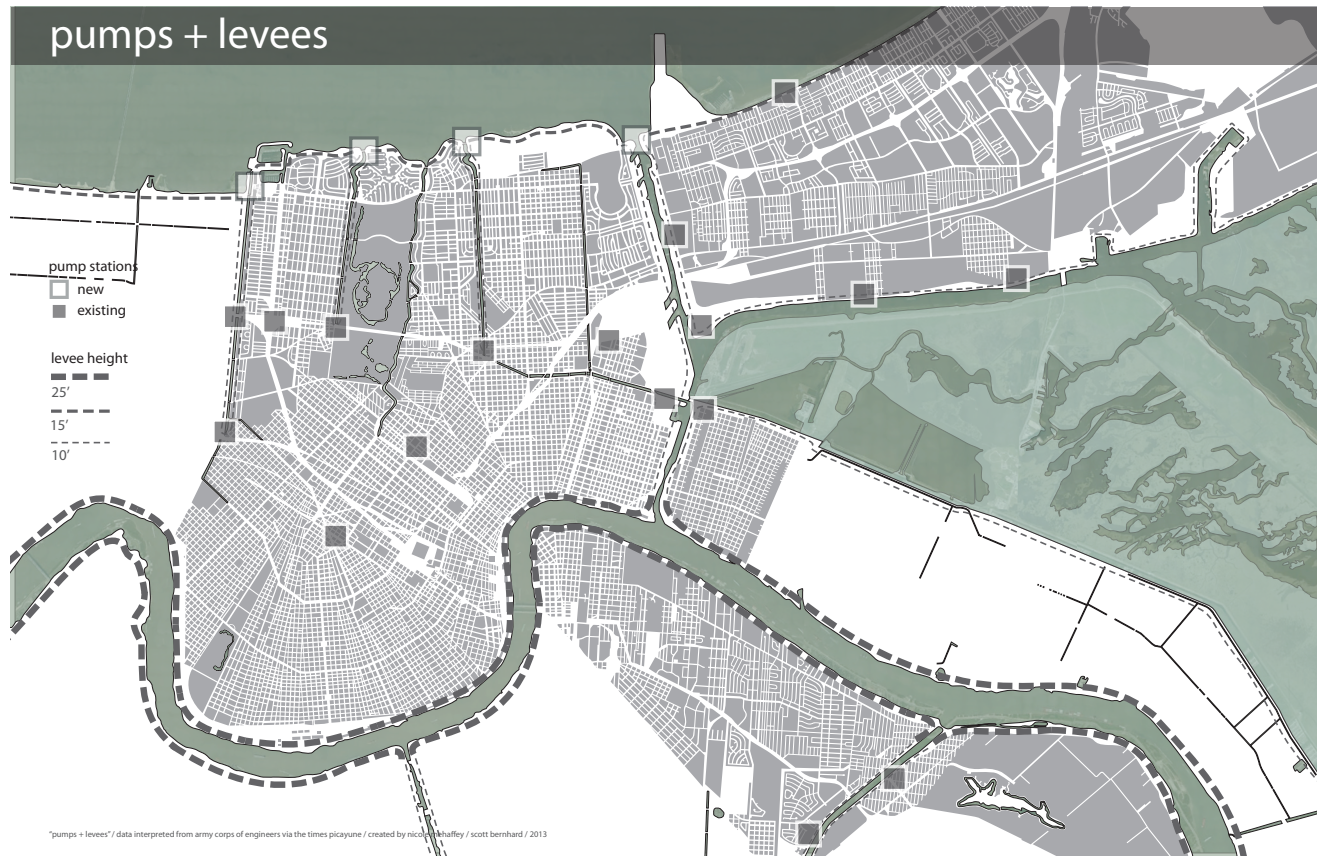 pumps + levees
pump stations
new
existing
levee height
25’
15’
10’
"pumps + levees" / data interpreted from army corps of engineers via the times picayune / created by / scott bernhard / 2013